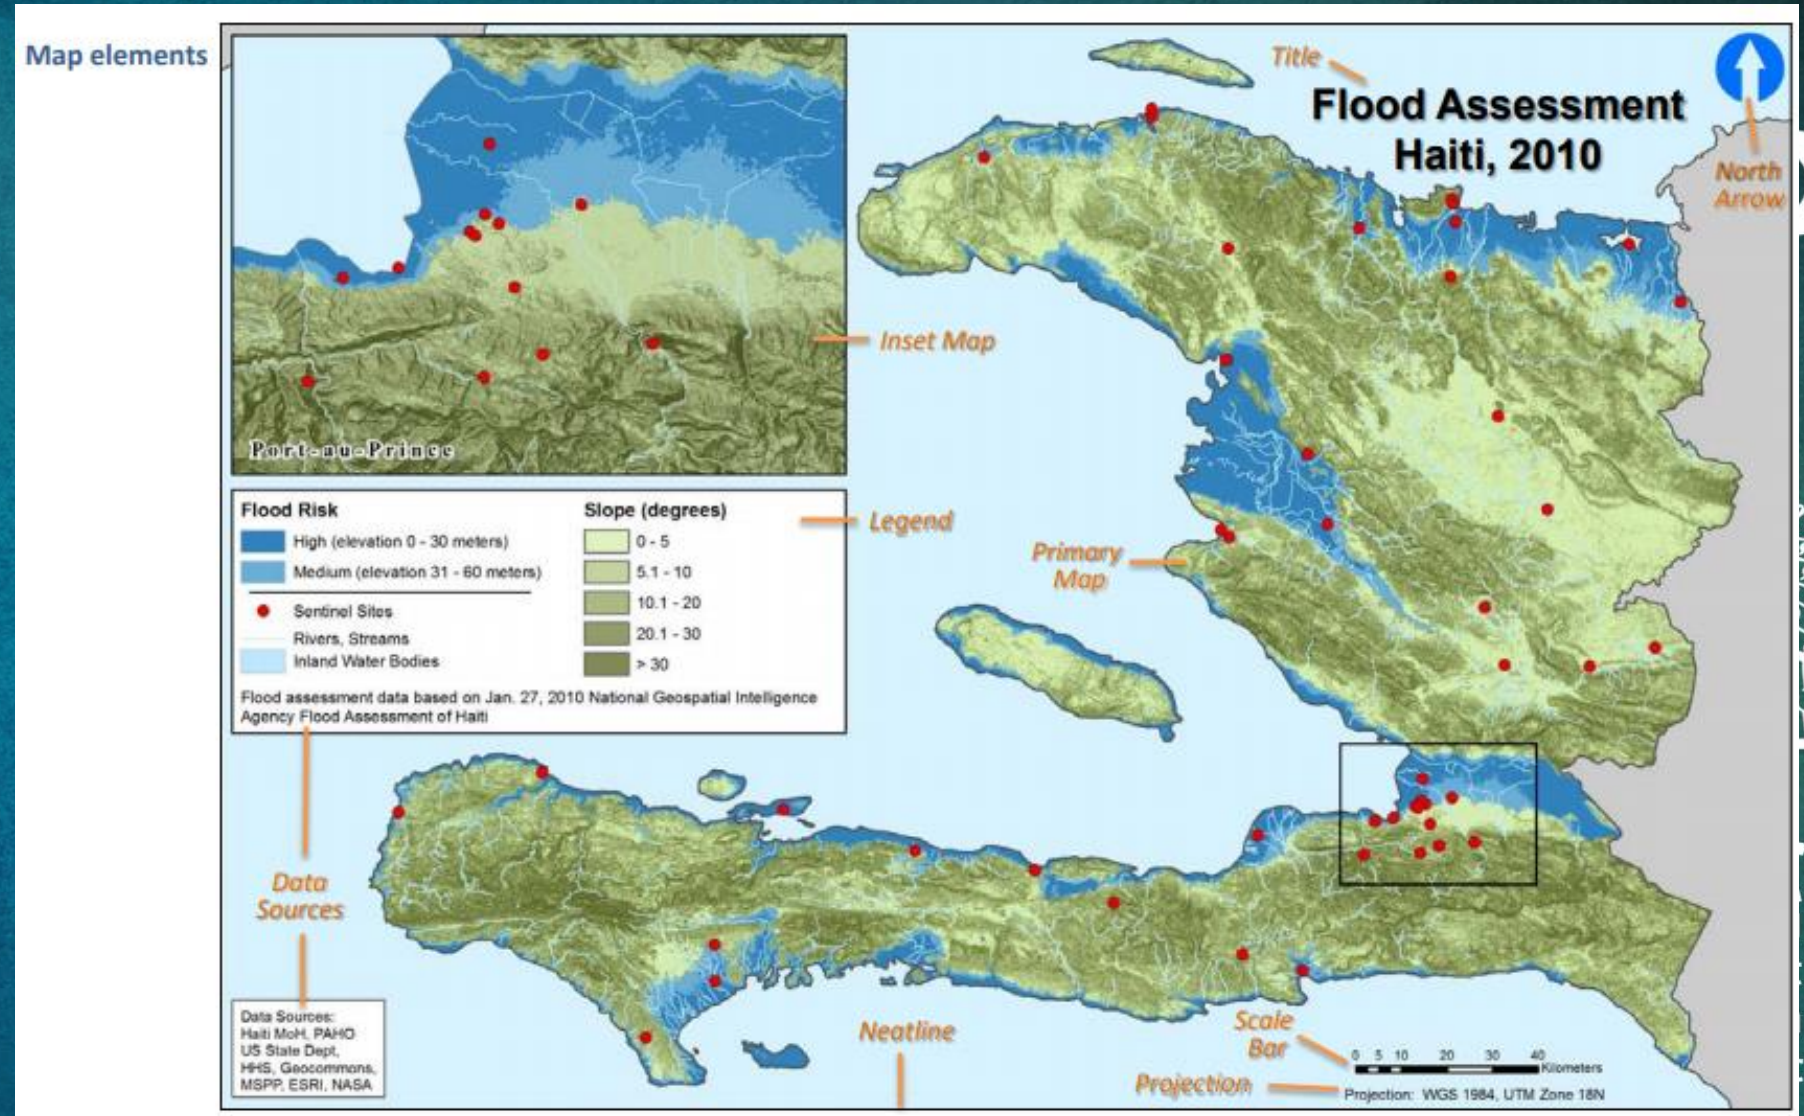 Map elements
Title
Flood Assessment
Haiti, 2010
North
Arrow
Inset Map
Port-au-Prince
Flood Risk
High (elevation 0 - 30 meters)
Medium (elevation 31 - 60 meters)
Sentinel Sites
Rivers, Streams
Inland Water Bodies
Slope (degrees)
0 - 5
5.1 - 10
10.1 - 20
20.1 - 30
> 30
Flood assessment data based on Jan. 27, 2010 National Geospatial Intelligence
Agency Flood Assessment of Haiti
Legend
Primary
Map
Data
Sources
Data Sources:
Haiti MoH, PAHO
US State Dept,
HHS, Geocommons,
MSPP, ESRI, NASA
Neatline
Scale
Bar
0 5 10 20 30 40
Kilometers
Projection
Projection: WGS 1984, UTM Zone 18N